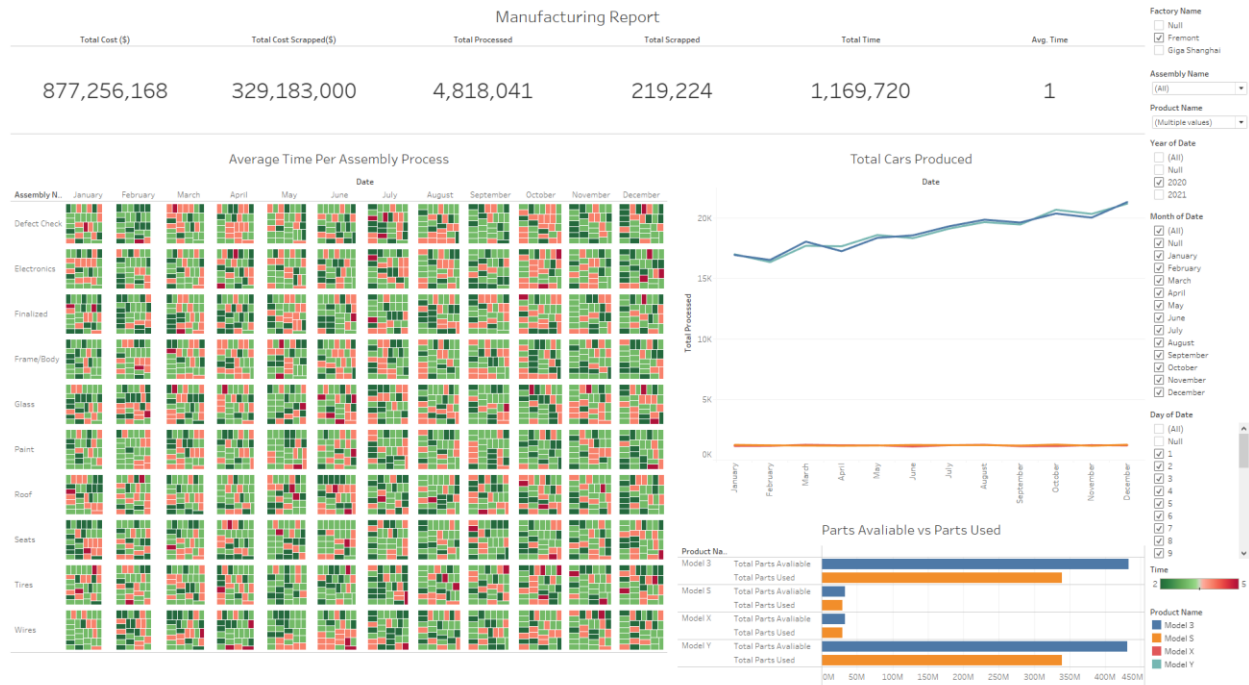 Manufacturing Report
Total Cost ($) Total Cost Scrapped($) Total Processed Total Scrapped Total Time Avg. Time
877,256,168 329,183,000 4,818,041 219,224 1,169,720 1
Average Time Per Assembly Process
Date
Assembly N.. January February March April May June July August September October November December
Defect Check
Electronics
Finalized
Frame/Body
Glass
Paint
Roof
Seats
Tires
Wires
Total Cars Produced
Date
Total Processed
20K
15K
10K
5K
0K
January February March April May June July August September October November December
Parts Avaliable vs Parts Used
Product Na..
Model 3 Total Parts Avaliable
Total Parts Used
Model S Total Parts Avaliable
Total Parts Used
Model X Total Parts Avaliable
Total Parts Used
Model Y Total Parts Avaliable
Total Parts Used
0M 50M 100M 150M 200M 250M 300M 350M 400M 450M
Factory Name
Null
Fremont
Giga Shanghai
Assembly Name
(All)
Product Name
(Multiple values)
Year of Date
(All)
Null
2020
2021
Month of Date
(All)
Null
January
February
March
April
May
June
July
August
September
October
November
December
Day of Date
(All)
Null
1
2
3
4
5
6
7
8
9
Time
2 5
Product Name
Model 3
Model S
Model X
Model Y